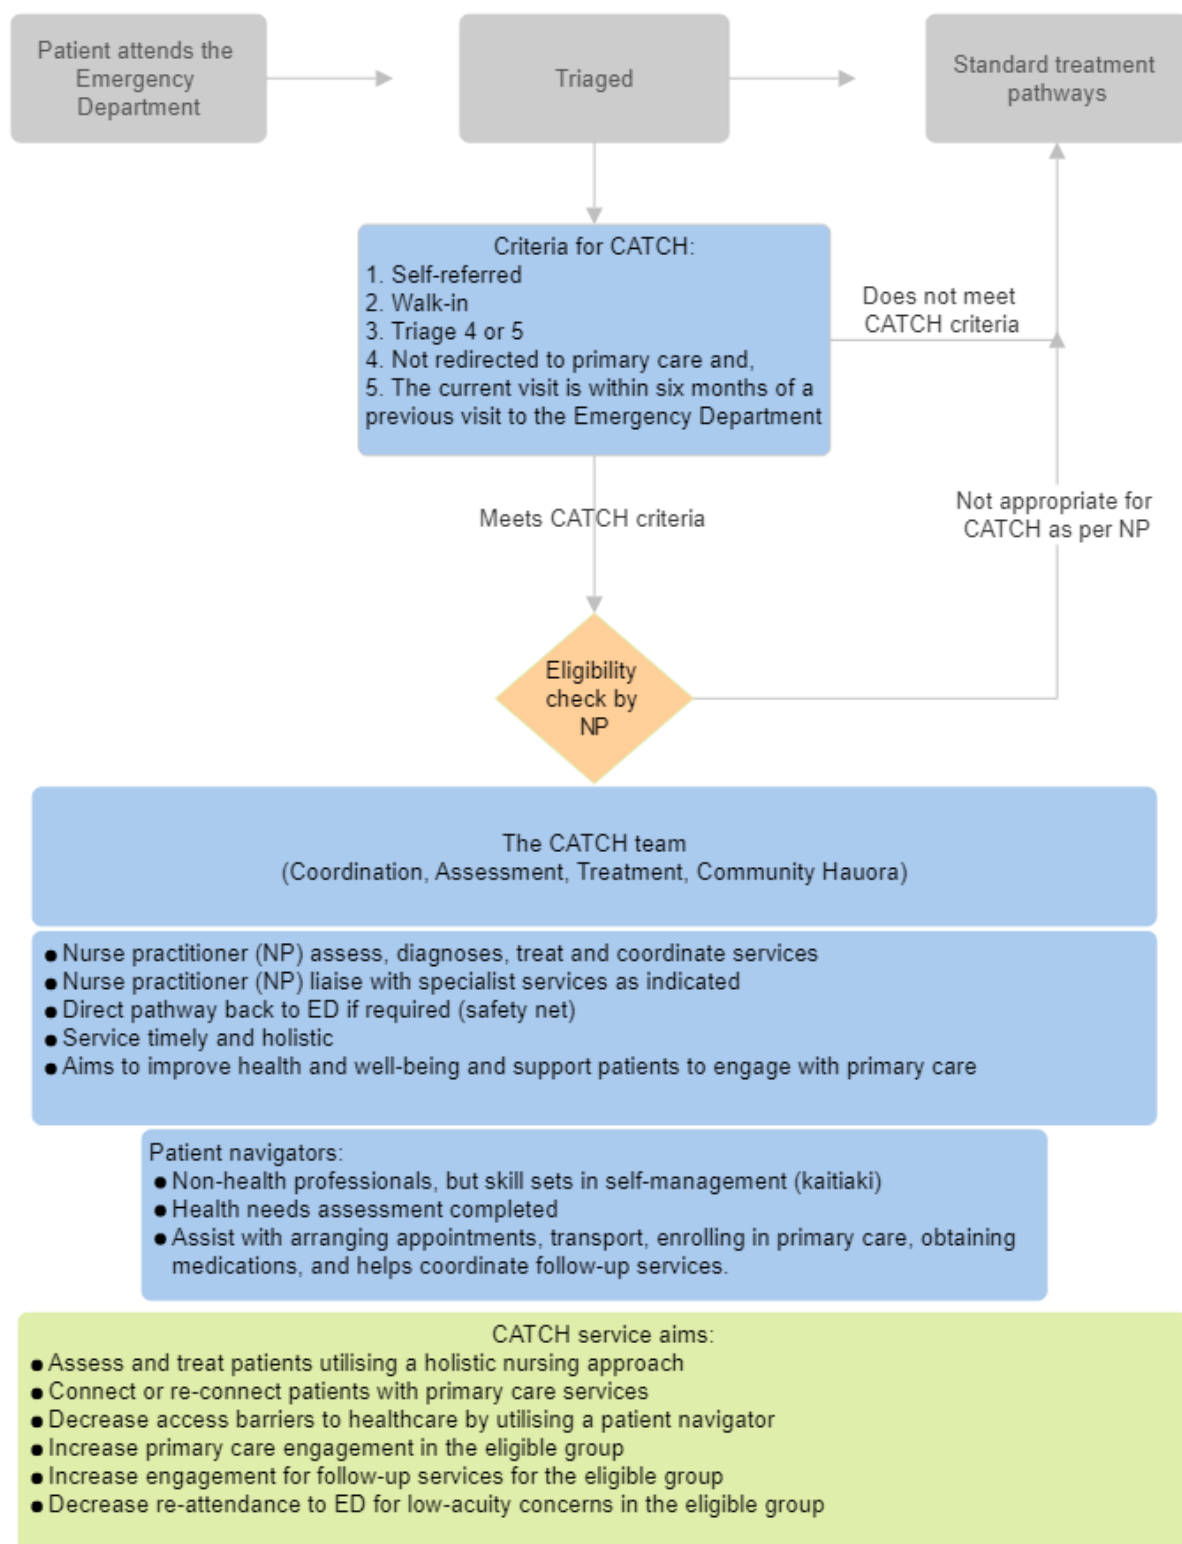 Patient attends the
Emergency
Department
Triaged
Standard treatment
pathways
Criteria for CATCH:
1. Self-referred
2. Walk-in
3. Triage 4 or 5
4. Not redirected to primary care and,
5. The current visit is within six months of a
previous visit to the Emergency Department
Does not meet
CATCH criteria
Meets CATCH criteria
Not appropriate for
CATCH as per NP
Eligibility
check by
NP
The CATCH team
(Coordination, Assessment, Treatment, Community Hauora)
● Nurse practitioner (NP) assess, diagnoses, treat and coordinate services
● Nurse practitioner (NP) liaise with specialist services as indicated
● Direct pathway back to ED if required (safety net)
● Service timely and holistic
● Aims to improve health and well-being and support patients to engage with primary care
Patient navigators:
● Non-health professionals, but skill sets in self-management (kaitiaki)
● Health needs assessment completed
● Assist with arranging appointments, transport, enrolling in primary care, obtaining
medications, and helps coordinate follow-up services.
CATCH service aims:
● Assess and treat patients utilising a holistic nursing approach
● Connect or re-connect patients with primary care services
● Decrease access barriers to healthcare by utilising a patient navigator
● Increase primary care engagement in the eligible group
● Increase engagement for follow-up services for the eligible group
● Decrease re-attendance to ED for low-acuity concerns in the eligible group